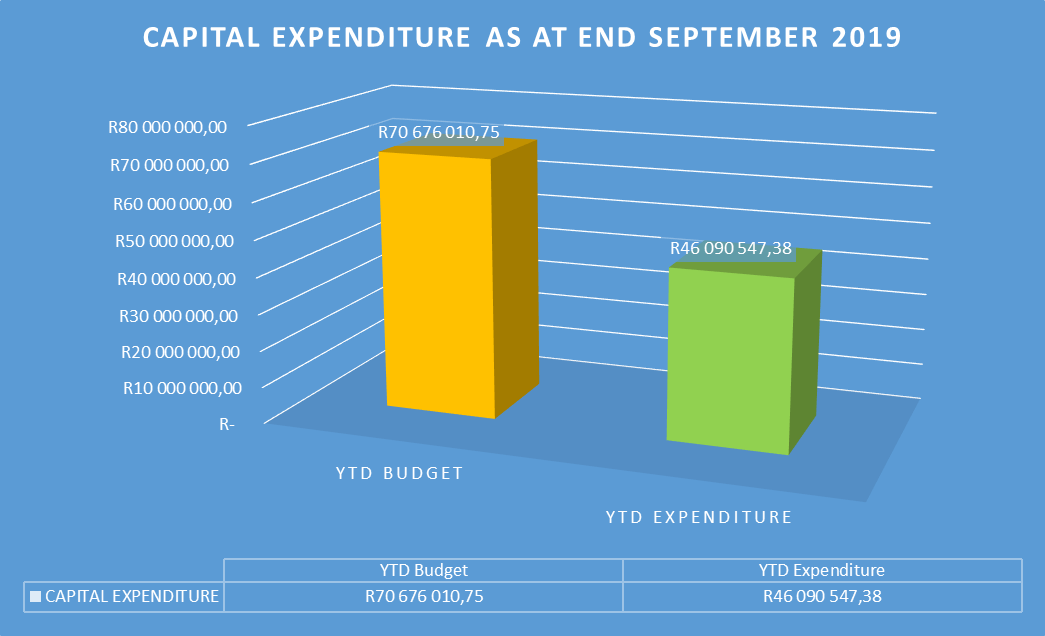 CAPITAL EXPENDITURE AS AT END SEPTEMBER 2019
R80 000 000,00
R70 000 000,00
R60 000 000,00
R50 000 000,00
R40 000 000,00
R30 000 000,00
R20 000 000,00
R10 000 000,00
R-
R70 676 010,75
R46 090 547,38
YTD BUDGET
YTD EXPENDITURE
YTD Budget YTD Expenditure
CAPITAL EXPENDITURE R70 676 010,75 R46 090 547,38